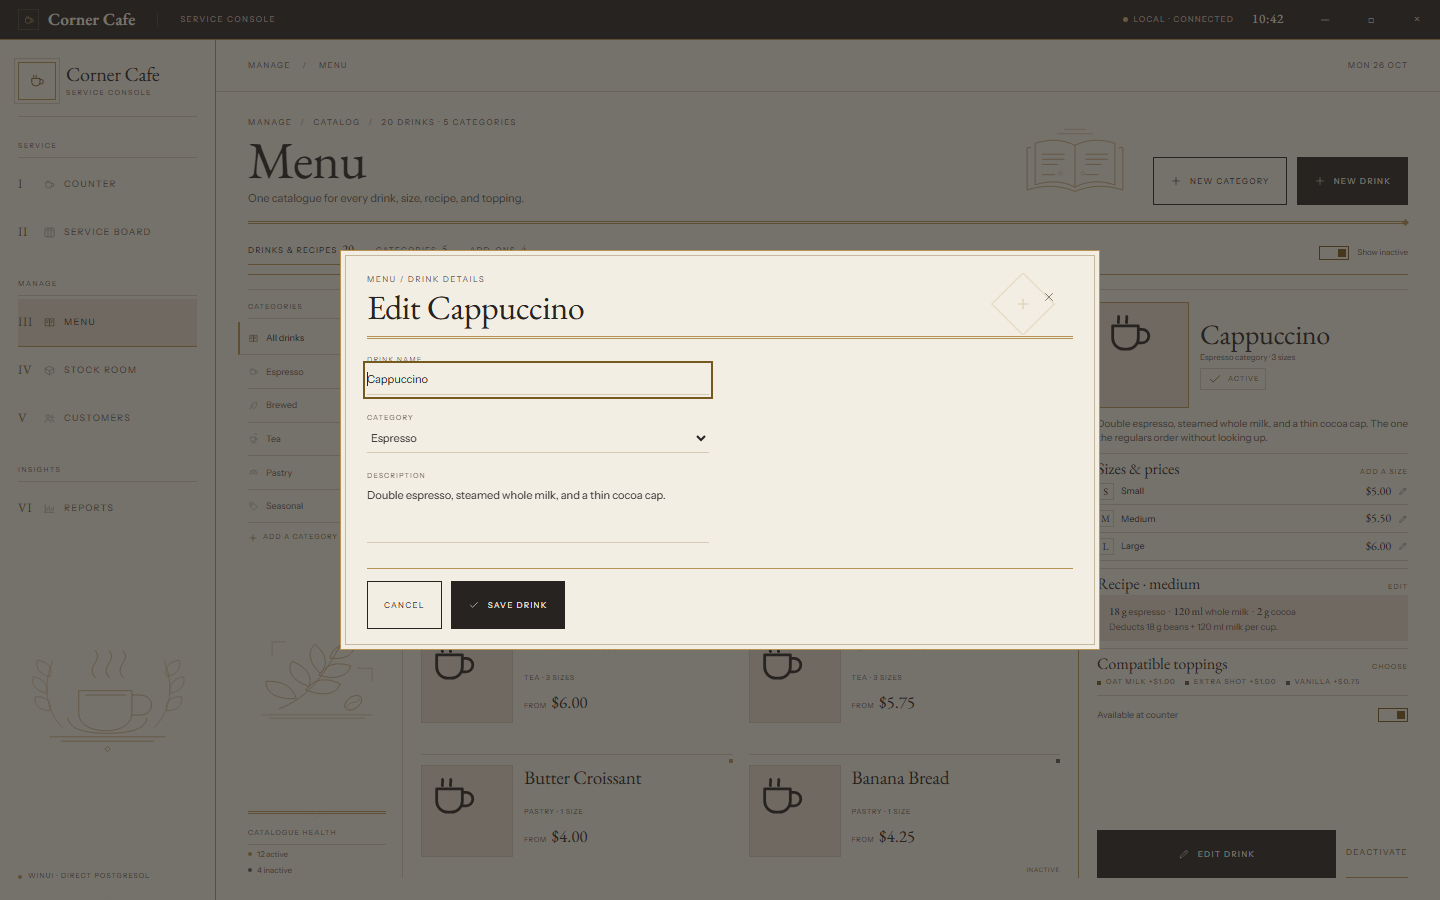 Corner Cafe
SERVICE CONSOLE
LOCAL · CONNECTED
10:42
Corner Cafe
SERVICE CONSOLE
SERVICE
I COUNTER
II SERVICE BOARD
MANAGE
III MENU
IV STOCK ROOM
V CUSTOMERS
INSIGHTS
VI REPORTS
WINUI · DIRECT POSTGRESQL
MANAGE / MENU
MON 26 OCT
MANAGE / CATALOG / 20 DRINKS · 5 CATEGORIES
Menu
One catalogue for every drink, size, recipe, and topping.
NEW CATEGORY
NEW DRINK
DRINKS & RECIPES 20
CATEGORIES 5
ADD-ONS
Show inactive
CATEGORIES
All drinks
Espresso
Brewed
Tea
Pastry
Seasonal
ADD A CATEGORY
CATALOGUE HEALTH
12 active
4 inactive
MENU / DRINK DETAILS
Edit Cappuccino
DRINK NAME
Cappuccino
CATEGORY
Espresso
DESCRIPTION
Double espresso, steamed whole milk, and a thin cocoa cap.
CANCEL
SAVE DRINK
TEA · 3 SIZES
FROM $6.00
TEA · 3 SIZES
FROM $5.75
Butter Croissant
PASTRY · 1 SIZE
FROM $4.00
Banana Bread
PASTRY · 1 SIZE
FROM $4.25
INACTIVE
Cappuccino
Espresso category · 3 sizes
ACTIVE
Double espresso, steamed whole milk, and a thin cocoa cap. The one
the regulars order without looking up.
Sizes & prices
ADD A SIZE
S Small $5.00
M Medium $5.50
L Large $6.00
Recipe · medium
EDIT
18 g espresso · 120 ml whole milk · 2 g cocoa
Deducts 18 g beans + 120 ml milk per cup.
Compatible toppings
CHOOSE
OAT MILK +$1.00 EXTRA SHOT +$1.00 VANILLA +$0.75
Available at counter
EDIT DRINK
DEACTIVATE